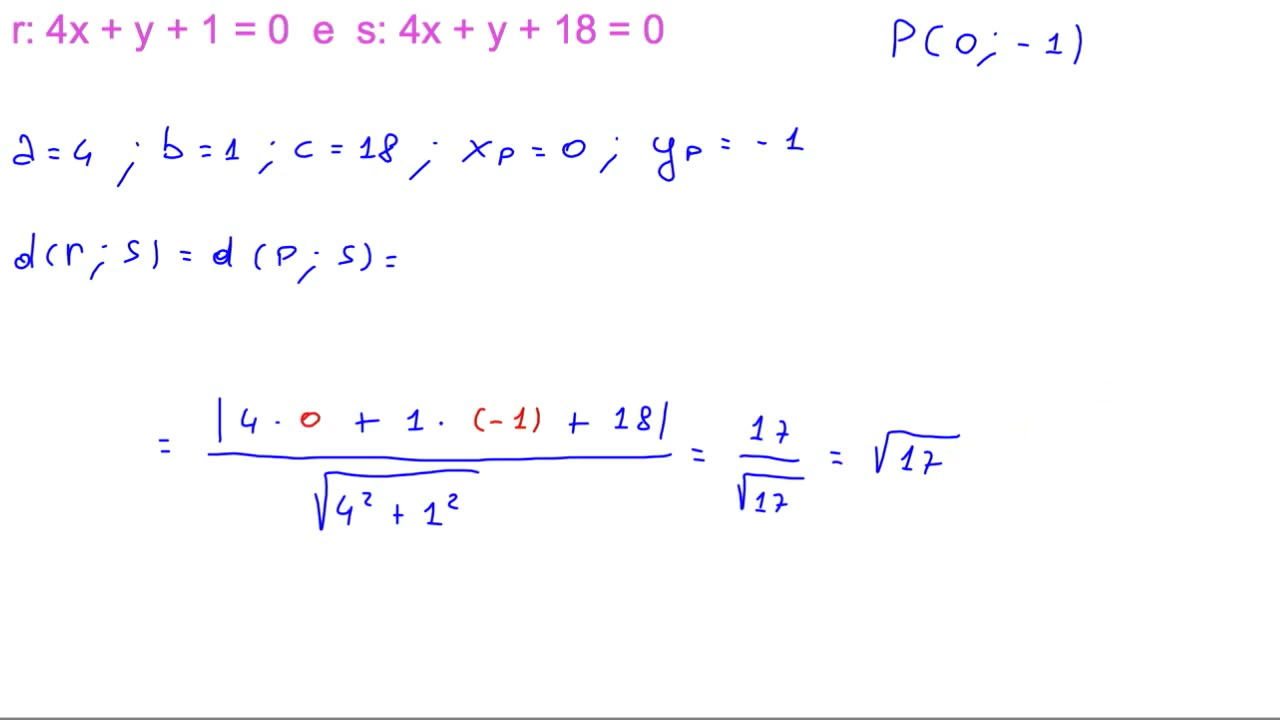 r: 4x + y + 1 = 0 e s: 4x + y + 18 = 0
P(0; -1)
a = 4 ; b = 1 ; c = 18 ; xₚ = 0 ; yₚ = -1
d(r; s) = d(P; s) =
= |4 · 0 + 1 · (-1) + 18| / √(4² + 1²) = 17/√17 = √17